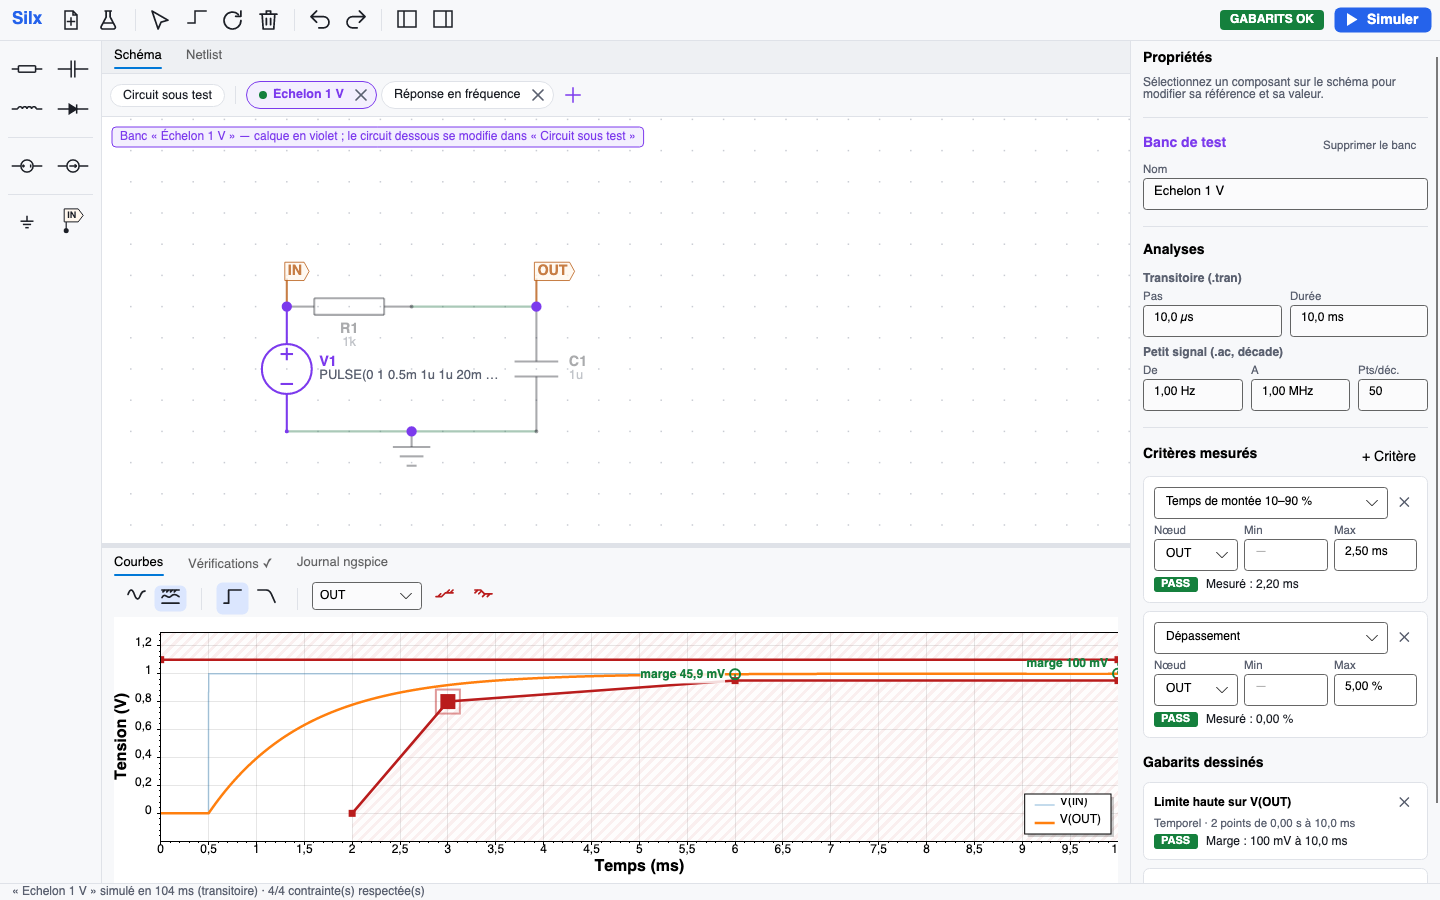 Silx
GABARITS OK
Simuler
Schéma
Netlist
Circuit sous test
Echelon 1 V
Réponse en fréquence
Banc « Échelon 1 V » — calque en violet ; le circuit dessous se modifie dans « Circuit sous test »
IN
IN
OUT
R1
1k
V1
PULSE(0 1 0.5m 1u 1u 20m ...
C1
1u
Courbes
Vérifications ✓
Journal ngspice
OUT
1,2
1
0,8
0,6
0,4
0,2
0
Tension (V)
marge 45,9 mV
marge 100 mV
V(IN)
V(OUT)
0
0,5
1
1,5
2
2,5
3
3,5
4
4,5
5
5,5
6
6,5
7
7,5
8
8,5
9
9,5
1
Temps (ms)
Propriétés
Sélectionnez un composant sur le schéma pour
modifier sa référence et sa valeur.
Banc de test
Supprimer le banc
Nom
Echelon 1 V
Analyses
Transitoire (.tran)
Pas
Durée
10,0 µs
10,0 ms
Petit signal (.ac, décade)
De
A
Pts/déc.
1,00 Hz
1,00 MHz
50
Critères mesurés
+ Critère
Temps de montée 10–90 %
Nœud
Min
Max
OUT
—
2,50 ms
PASS
Mesuré : 2,20 ms
Dépassement
Nœud
Min
Max
OUT
—
5,00 %
PASS
Mesuré : 0,00 %
Gabarits dessinés
Limite haute sur V(OUT)
Temporel · 2 points de 0,00 s à 10,0 ms
PASS
Marge : 100 mV à 10,0 ms
« Echelon 1 V » simulé en 104 ms (transitoire) · 4/4 contrainte(s) respectée(s)